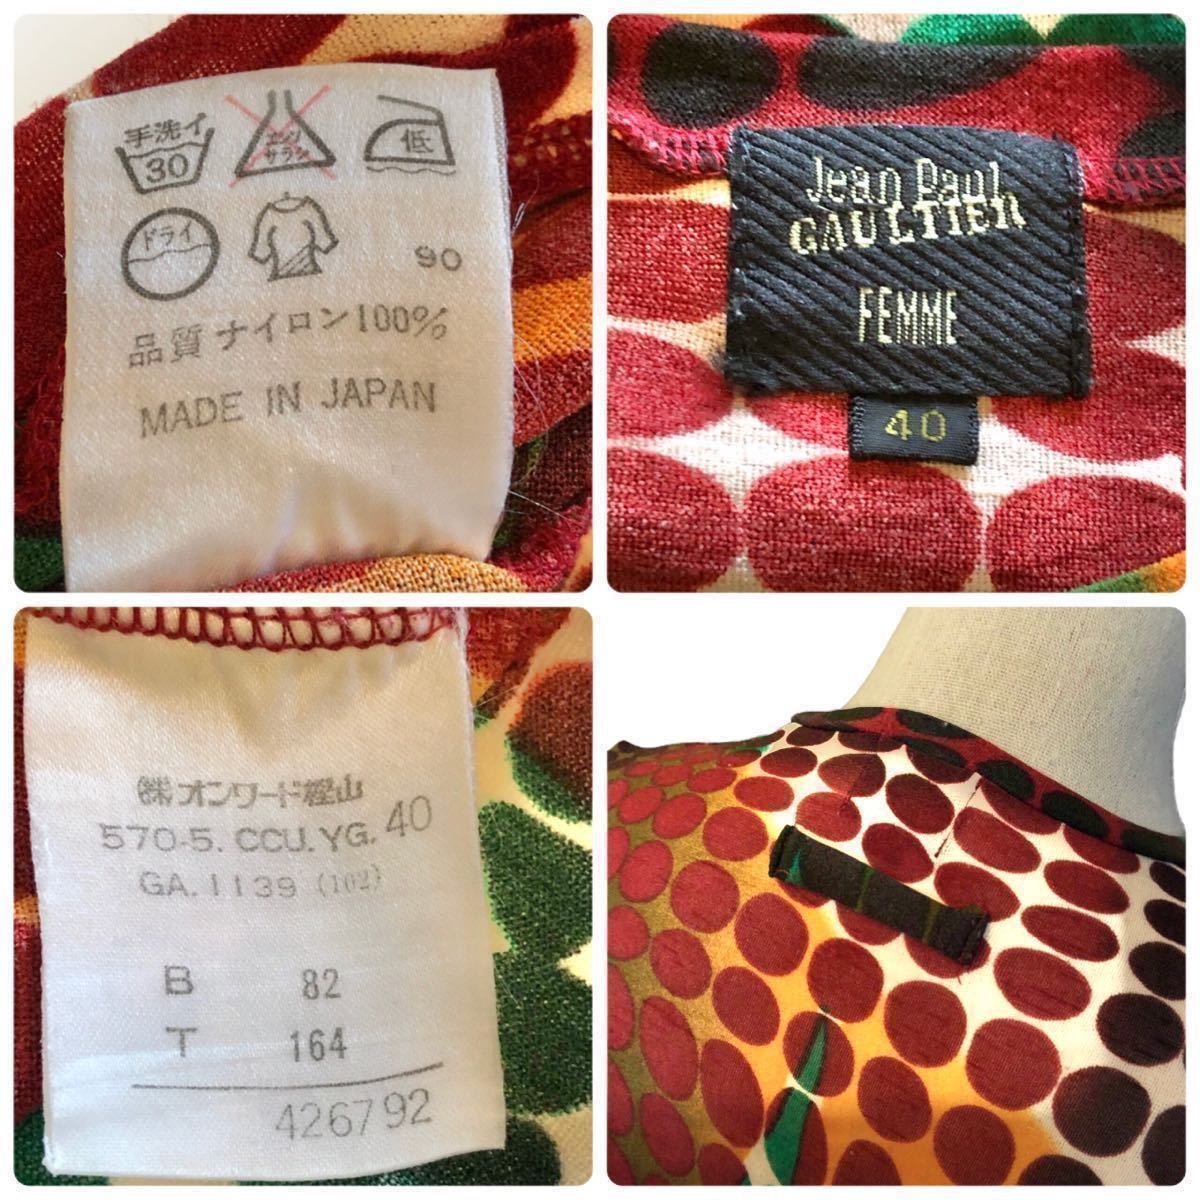 手洗イ
30
エンソ
サラシ
低
ドライ
90
品質 ナイロン100%
MADE IN JAPAN
Jean Paul
GAULTIER
FEMME
40
㈱オンワード樫山
570-5. CCU.YG. 40
GA.1139 (102)
B 82
T 164
426792